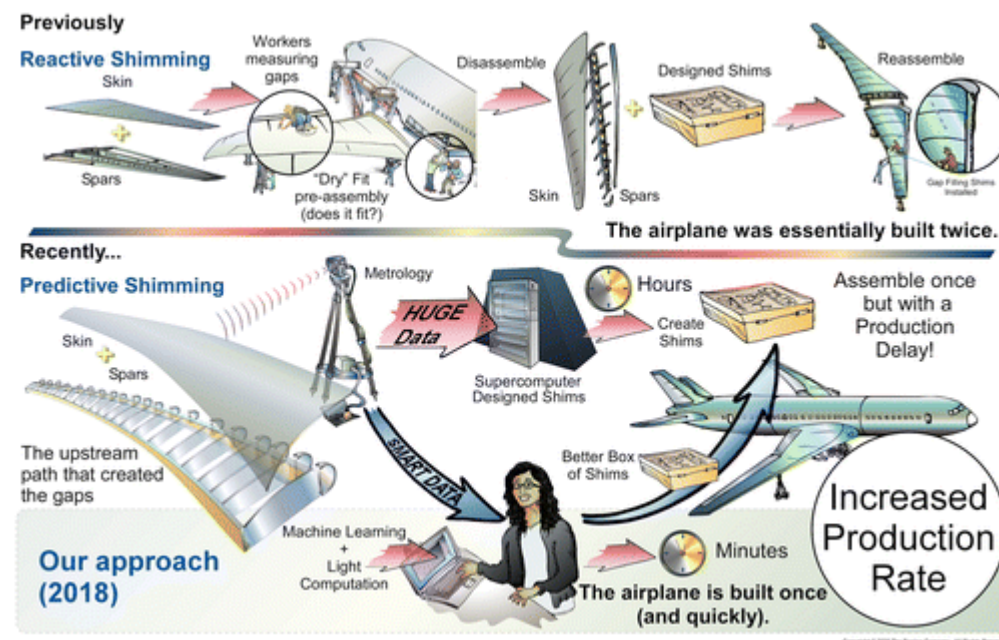 Previously
Reactive Shimming
Skin
Spars
Workers
measuring
gaps
"Dry" Fit
pre-assembly
(does it fit?)
Disassemble
Skin
Spars
Designed Shims
Reassemble
Gap Filling Shims
Installed
The airplane was essentially built twice.
Recently...
Predictive Shimming
Skin
Spars
The upstream
path that created
the gaps
Metrology
HUGE
Data
Supercomputer
Designed Shims
Hours
Create
Shims
Assemble once
but with a
Production
Delay!
SMART DATA
Better Box
of Shims
Our approach
(2018)
Machine Learning
+
Light
Computation
Minutes
The airplane is built once
(and quickly).
Increased
Production
Rate